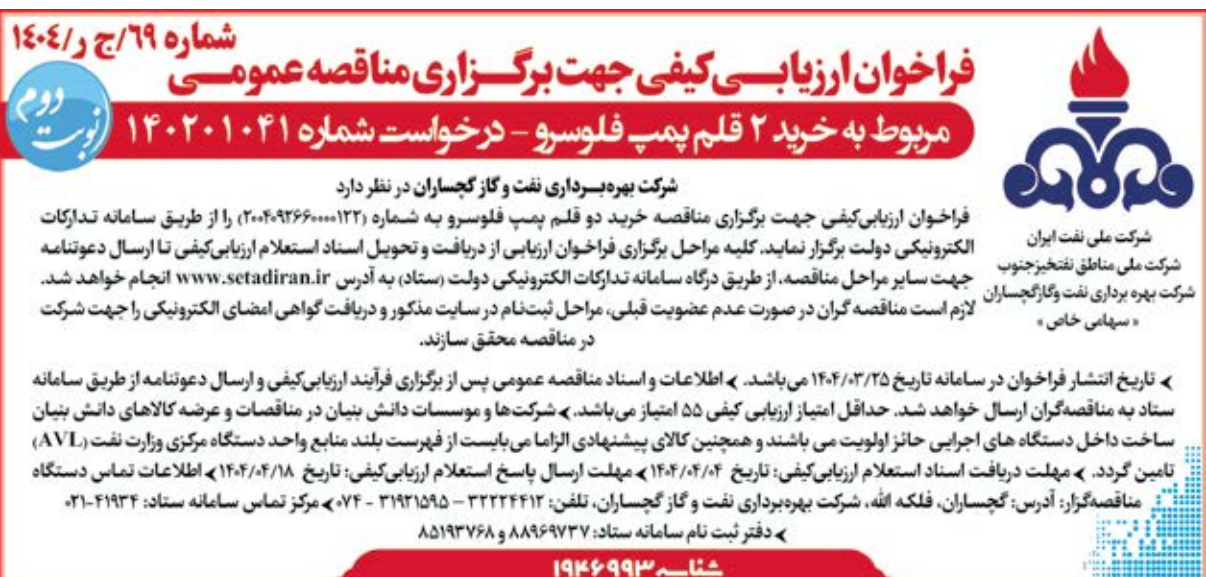 شماره ۶۹/ج ر/۱۴۰۴
فراخوان ارزیابی کیفی جهت برگزاری مناقصه عمومی
نوبت دوم
مربوط به خرید ۲ قلم پمپ فلوسرو - درخواست شماره ۱۴۰۲۰۱۰۴۱
شرکت ملی نفت ایران
شرکت ملی مناطق نفتخیزجنوب
شرکت بهره برداری نفت وگازگچساران
« سهامی خاص »
شرکت بهره‌برداری نفت و گاز گچساران در نظر دارد
فراخوان ارزیابی‌کیفی جهت برگزاری مناقصه خرید دو قلم پمپ فلوسرو به شماره (۲۰۰۴۰۹۲۶۶۰۰۰۰۱۲۲) را از طریق سامانه تدارکات
الکترونیکی دولت برگزار نماید. کلیه مراحل برگزاری فراخوان ارزیابی از دریافت و تحویل اسناد استعلام ارزیابی‌کیفی تا ارسال دعوتنامه
جهت سایر مراحل مناقصه، از طریق درگاه سامانه تدارکات الکترونیکی دولت (ستاد) به آدرس www.setadiran.ir انجام خواهد شد.
لازم است مناقصه گران در صورت عدم عضویت قبلی، مراحل ثبت‌نام در سایت مذکور و دریافت گواهی امضای الکترونیکی را جهت شرکت
در مناقصه محقق سازند.
➤ تاریخ انتشار فراخوان در سامانه تاریخ ۱۴۰۴/۰۳/۲۵ می‌باشد. ➤ اطلاعات و اسناد مناقصه عمومی پس از برگزاری فرآیند ارزیابی‌کیفی و ارسال دعوتنامه از طریق سامانه
ستاد به مناقصه‌گران ارسال خواهد شد. حداقل امتیاز ارزیابی کیفی ۵۵ امتیاز می‌باشد. ➤ شرکت‌ها و موسسات دانش بنیان در مناقصات و عرضه کالاهای دانش بنیان
ساخت داخل دستگاه های اجرایی حائز اولویت می باشند و همچنین کالای پیشنهادی الزاما می‌بایست از فهرست بلند منابع واحد دستگاه مرکزی وزارت نفت (AVL)
تامین گردد. ➤ مهلت دریافت اسناد استعلام ارزیابی‌کیفی: تاریخ ۱۴۰۴/۰۴/۰۴ ➤ مهلت ارسال پاسخ استعلام ارزیابی‌کیفی: تاریخ ۱۴۰۴/۰۴/۱۸ ➤ اطلاعات تماس دستگاه
مناقصه‌گزار: آدرس: گچساران، فلکه الله، شرکت بهره‌برداری نفت و گاز گچساران، تلفن: ۳۲۲۲۴۴۱۲ – ۳۱۹۲۱۵۹۵ - ۰۷۴ ➤ مرکز تماس سامانه ستاد: ۴۱۹۳۴-۰۲۱
➤ دفتر ثبت نام سامانه ستاد: ۸۸۹۶۹۷۳۷ و ۸۵۱۹۳۷۶۸
شناسه ۱۹۴۶۹۹۳